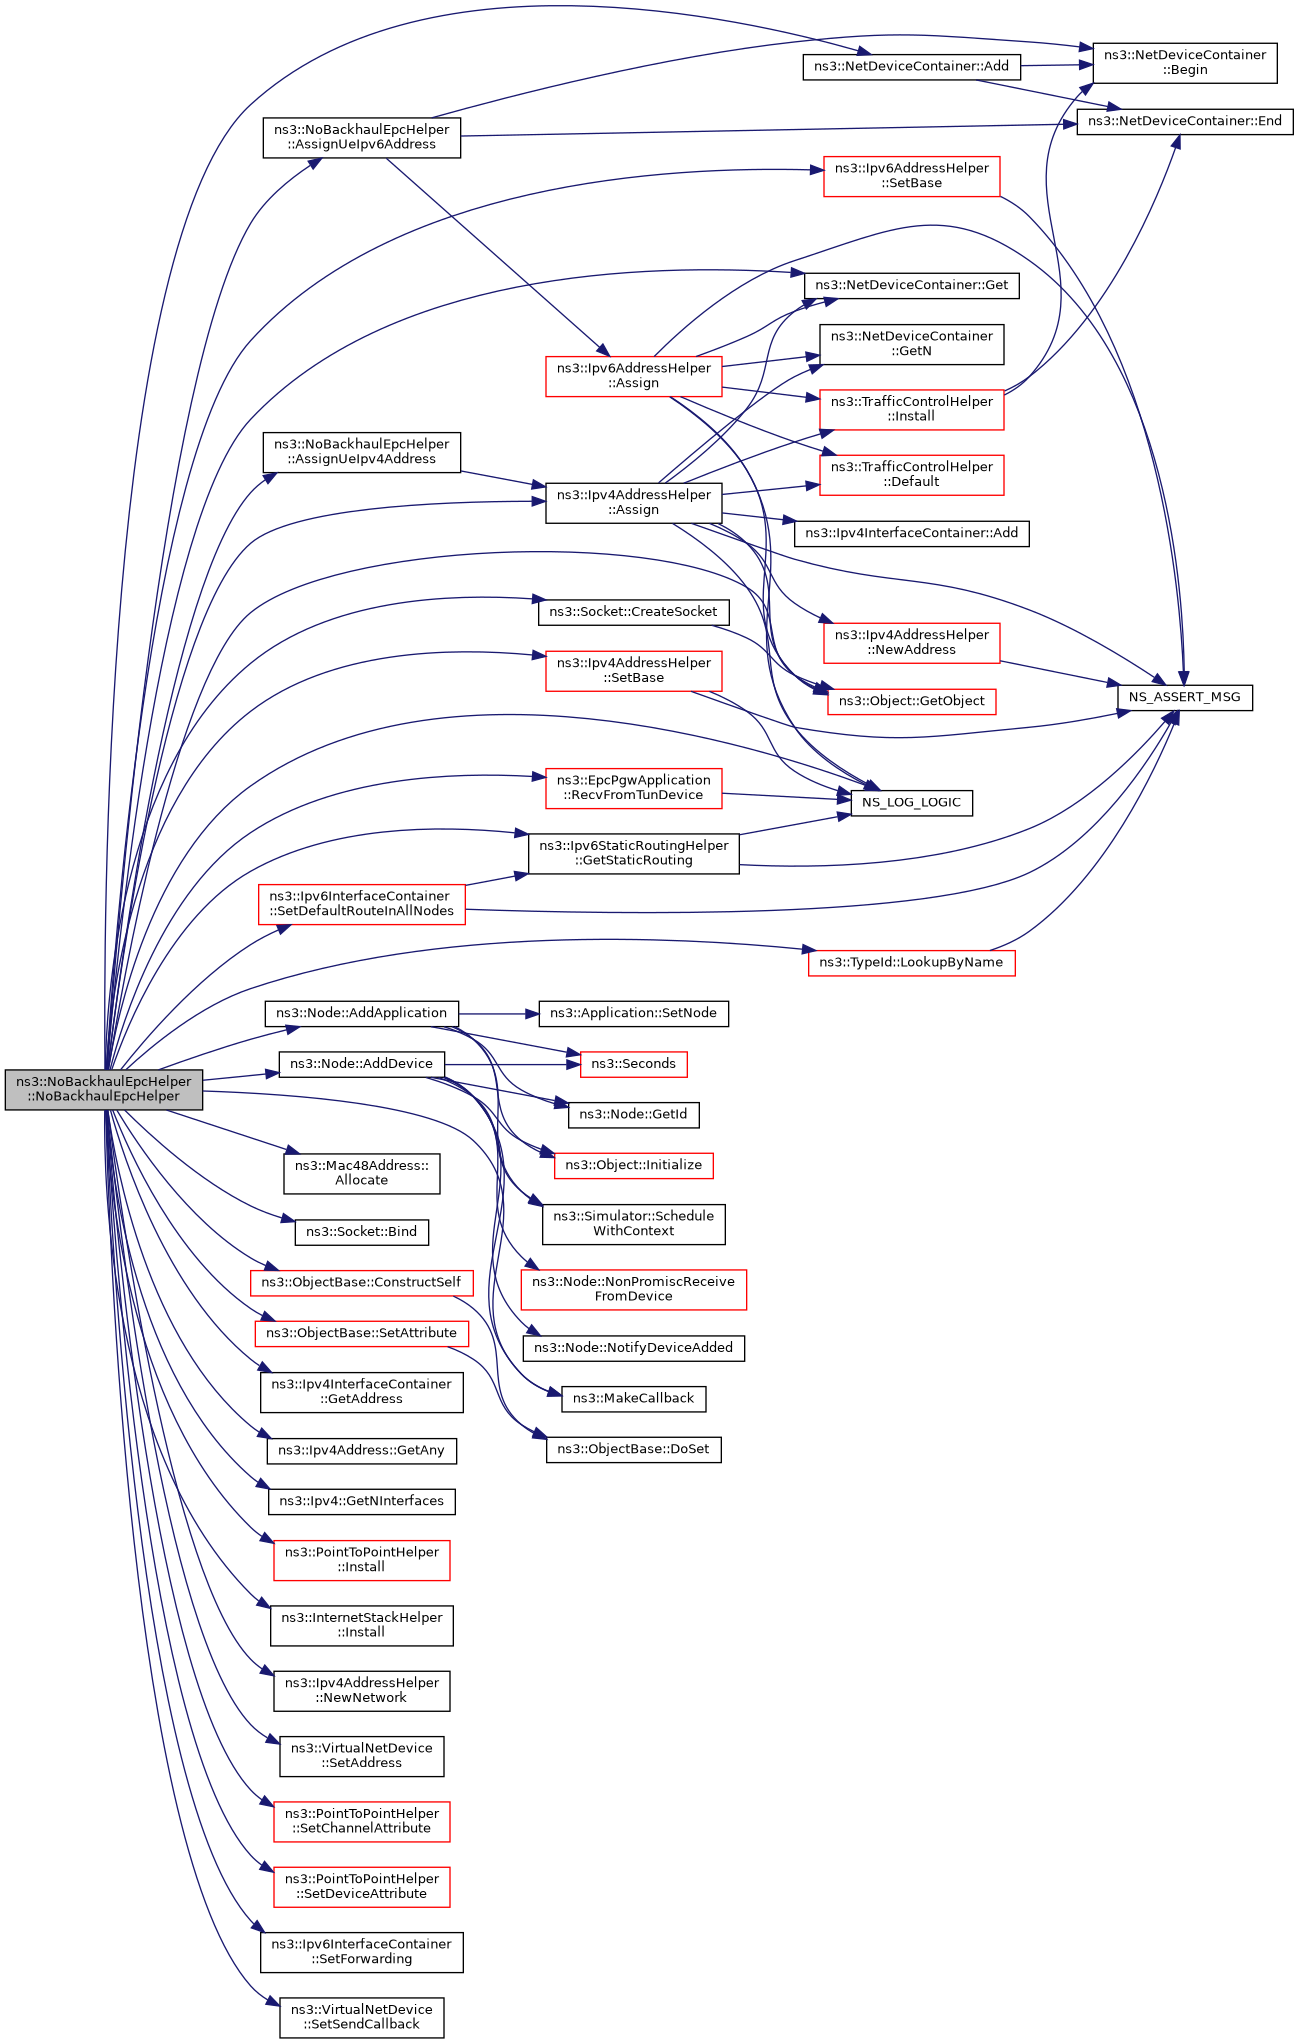 ns3::NetDeviceContainer
::Begin
ns3::NetDeviceContainer::Add
ns3::NetDeviceContainer::End
ns3::NoBackhaulEpcHelper
::AssignUeIpv6Address
ns3::Ipv6AddressHelper
::SetBase
ns3::NetDeviceContainer::Get
ns3::NetDeviceContainer
::GetN
ns3::Ipv6AddressHelper
::Assign
ns3::TrafficControlHelper
::Install
ns3::NoBackhaulEpcHelper
::AssignUeIpv4Address
ns3::TrafficControlHelper
::Default
ns3::Ipv4AddressHelper
::Assign
ns3::Ipv4InterfaceContainer::Add
ns3::Socket::CreateSocket
ns3::Ipv4AddressHelper
::NewAddress
ns3::Ipv4AddressHelper
::SetBase
ns3::Object::GetObject
NS_ASSERT_MSG
ns3::EpcPgwApplication
::RecvFromTunDevice
NS_LOG_LOGIC
ns3::Ipv6StaticRoutingHelper
::GetStaticRouting
ns3::Ipv6InterfaceContainer
::SetDefaultRouteInAllNodes
ns3::TypeId::LookupByName
ns3::Node::AddApplication
ns3::Application::SetNode
ns3::Node::AddDevice
ns3::Seconds
ns3::NoBackhaulEpcHelper
::NoBackhaulEpcHelper
ns3::Node::GetId
ns3::Mac48Address::
Allocate
ns3::Object::Initialize
ns3::Socket::Bind
ns3::Simulator::Schedule
WithContext
ns3::ObjectBase::ConstructSelf
ns3::Node::NonPromiscReceive
FromDevice
ns3::ObjectBase::SetAttribute
ns3::Node::NotifyDeviceAdded
ns3::Ipv4InterfaceContainer
::GetAddress
ns3::MakeCallback
ns3::Ipv4Address::GetAny
ns3::ObjectBase::DoSet
ns3::Ipv4::GetNInterfaces
ns3::PointToPointHelper
::Install
ns3::InternetStackHelper
::Install
ns3::Ipv4AddressHelper
::NewNetwork
ns3::VirtualNetDevice
::SetAddress
ns3::PointToPointHelper
::SetChannelAttribute
ns3::PointToPointHelper
::SetDeviceAttribute
ns3::Ipv6InterfaceContainer
::SetForwarding
ns3::VirtualNetDevice
::SetSendCallback